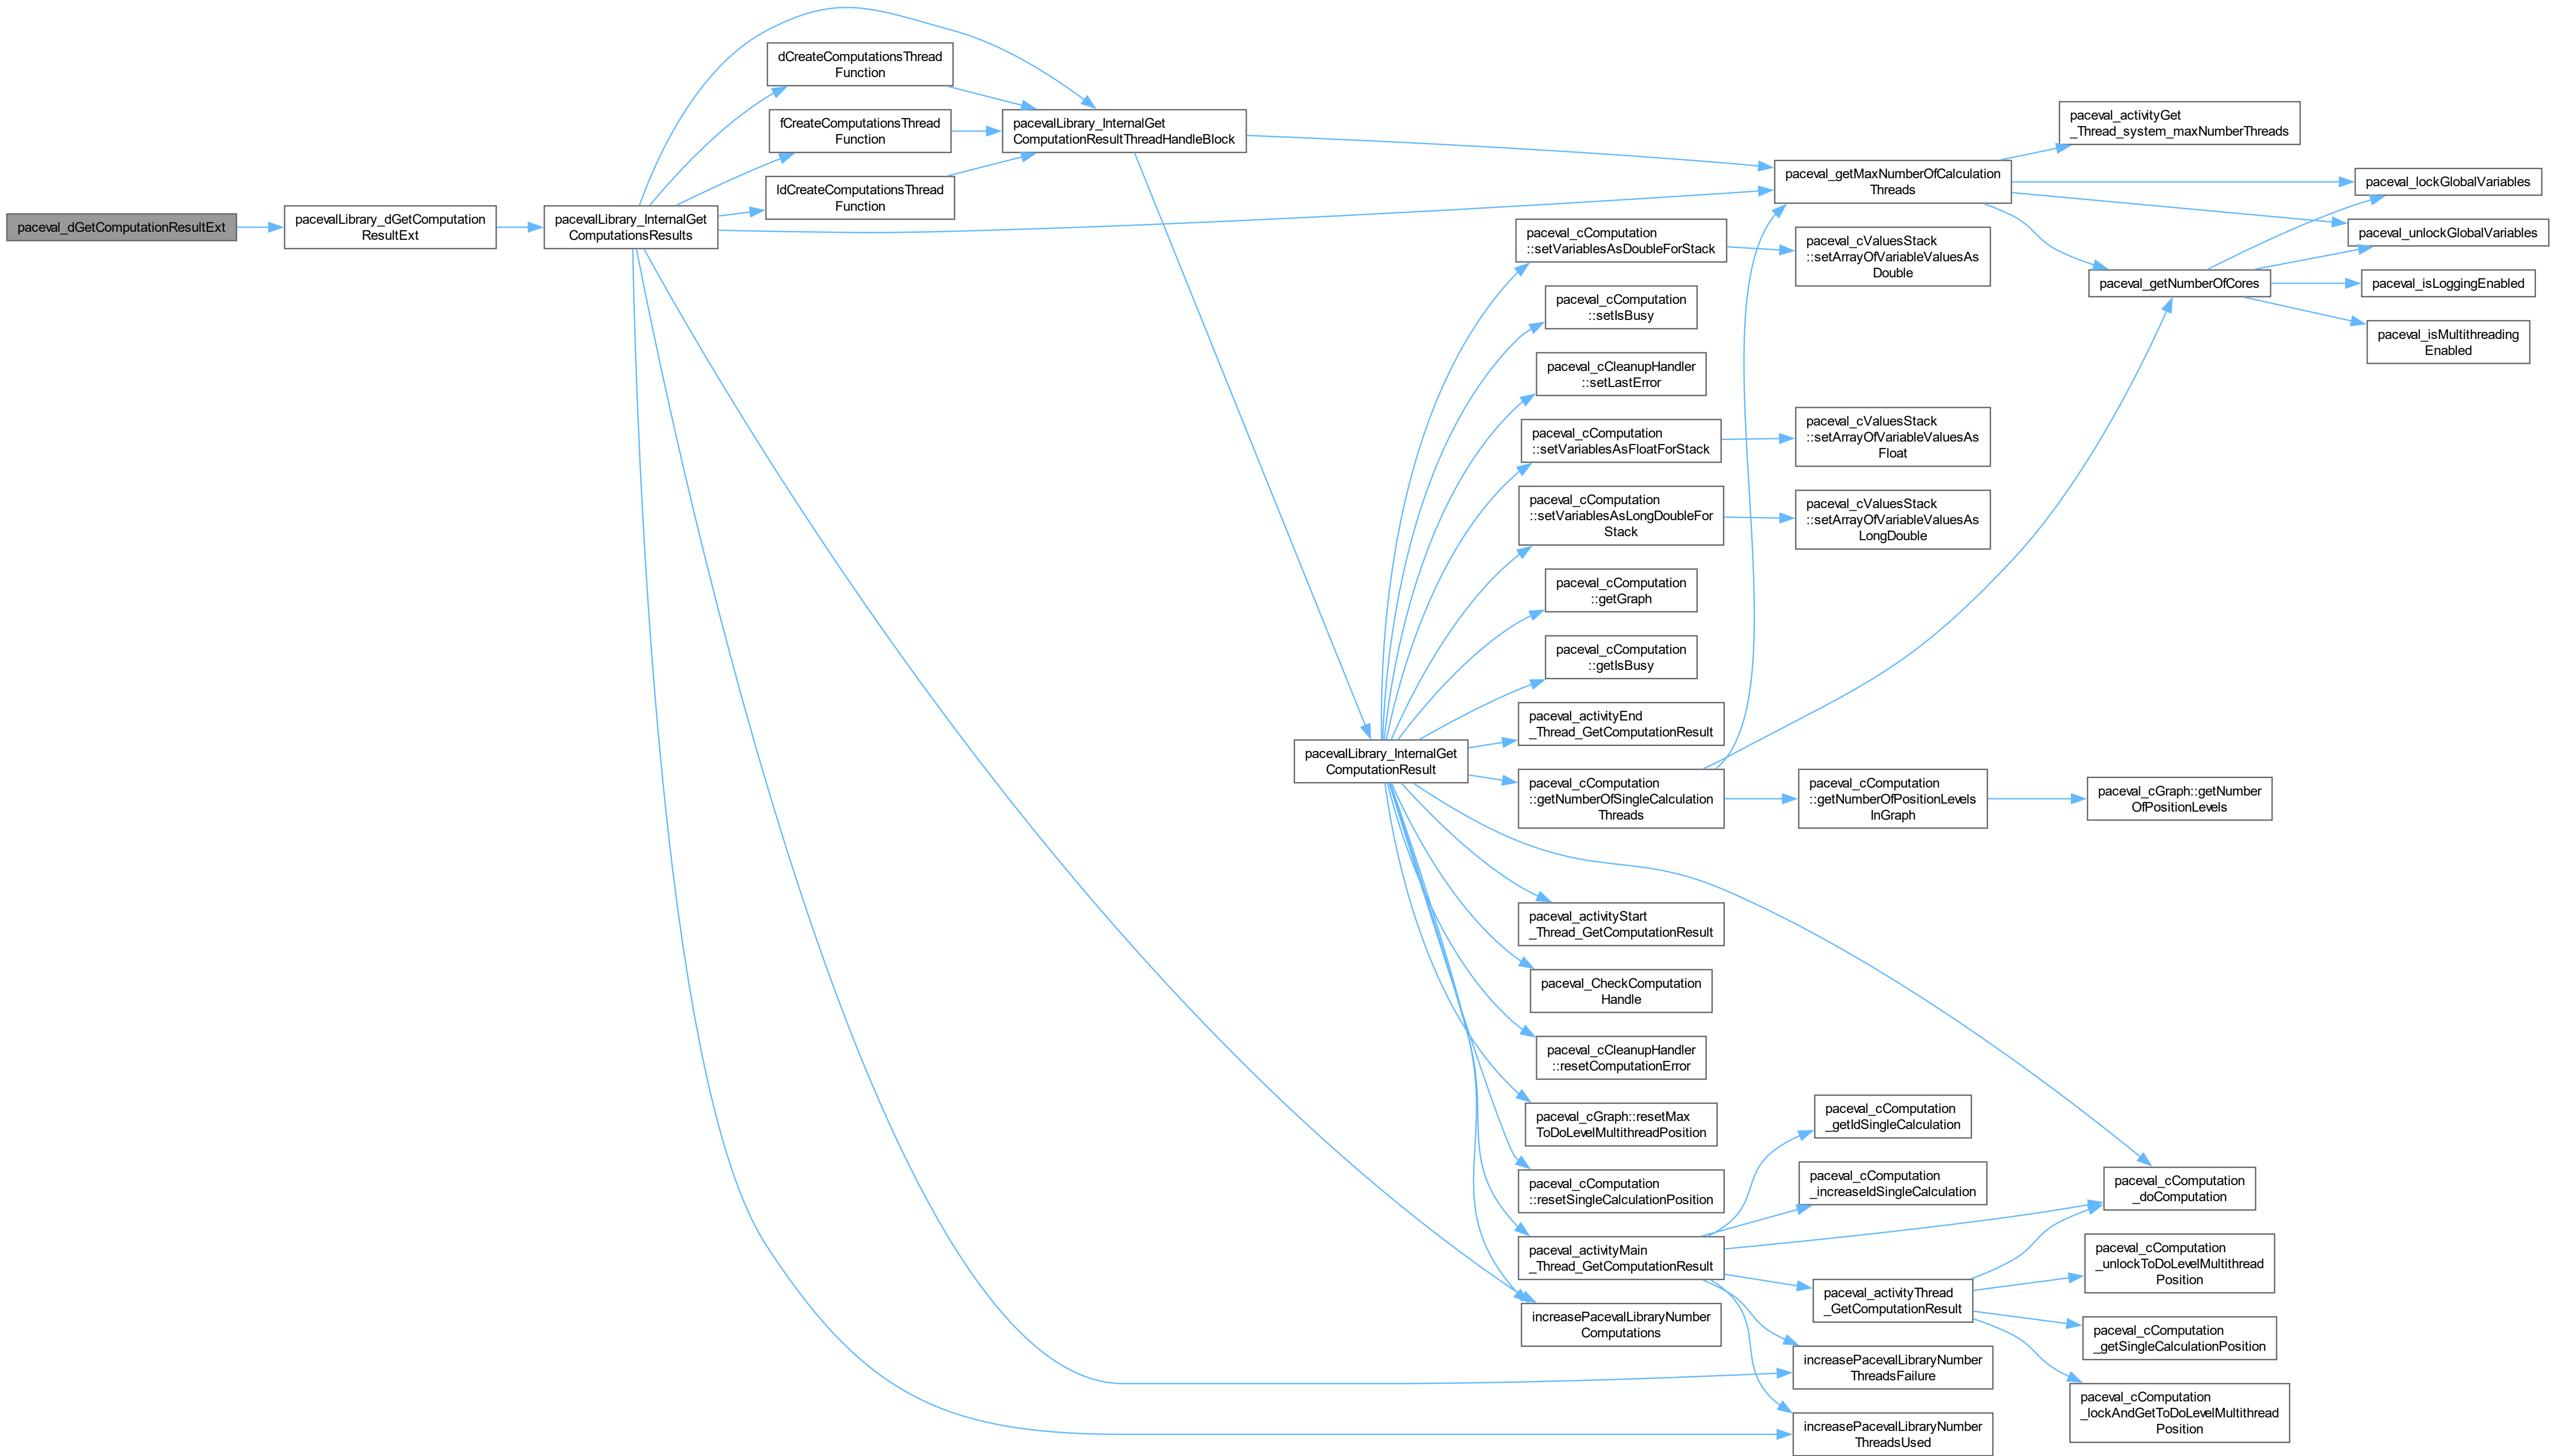 paceval_dGetComputationResultExt
pacevalLibrary_dGetComputation
ResultExt
pacevalLibrary_InternalGet
ComputationsResults
dCreateComputationsThread
Function
fCreateComputationsThread
Function
ldCreateComputationsThread
Function
pacevalLibrary_InternalGet
ComputationResultThreadHandleBlock
pacevalLibrary_InternalGet
ComputationResult
paceval_cComputation
::setVariablesAsDoubleForStack
paceval_cComputation
::setIsBusy
paceval_cCleanupHandler
::setLastError
paceval_cComputation
::setVariablesAsFloatForStack
paceval_cComputation
::setVariablesAsLongDoubleFor
Stack
paceval_cComputation
::getGraph
paceval_cComputation
::getIsBusy
paceval_activityEnd
_Thread_GetComputationResult
paceval_cComputation
::getNumberOfSingleCalculation
Threads
paceval_activityStart
_Thread_GetComputationResult
paceval_CheckComputation
Handle
paceval_cCleanupHandler
::resetComputationError
paceval_cGraph::resetMax
ToDoLevelMultithreadPosition
paceval_cComputation
::resetSingleCalculationPosition
paceval_activityMain
_Thread_GetComputationResult
increasePacevalLibraryNumber
Computations
paceval_getMaxNumberOfCalculation
Threads
paceval_cValuesStack
::setArrayOfVariableValuesAs
Double
paceval_cValuesStack
::setArrayOfVariableValuesAs
Float
paceval_cValuesStack
::setArrayOfVariableValuesAs
LongDouble
paceval_cComputation
::getNumberOfPositionLevels
InGraph
paceval_cComputation
_getIdSingleCalculation
paceval_cComputation
_increaseIdSingleCalculation
paceval_activityThread
_GetComputationResult
increasePacevalLibraryNumber
ThreadsFailure
increasePacevalLibraryNumber
ThreadsUsed
paceval_activityGet
_Thread_system_maxNumberThreads
paceval_getNumberOfCores
paceval_cGraph::getNumber
OfPositionLevels
paceval_cComputation
_doComputation
paceval_cComputation
_unlockToDoLevelMultithread
Position
paceval_cComputation
_getSingleCalculationPosition
paceval_cComputation
_lockAndGetToDoLevelMultithread
Position
paceval_lockGlobalVariables
paceval_unlockGlobalVariables
paceval_isLoggingEnabled
paceval_isMultithreading
Enabled